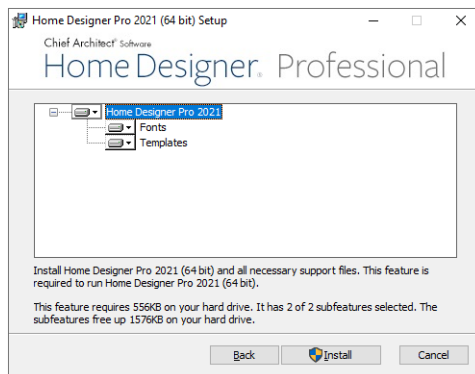 Home Designer Pro 2021 (64 bit) Setup
Chief Architect® Software
Home Designer® Professional
Home Designer Pro 2021
Fonts
Templates
Install Home Designer Pro 2021 (64 bit) and all necessary support files. This feature is
required to run Home Designer Pro 2021 (64 bit).
This feature requires 556KB on your hard drive. It has 2 of 2 subfeatures selected. The
subfeatures free up 1576KB on your hard drive.
Back Install Cancel